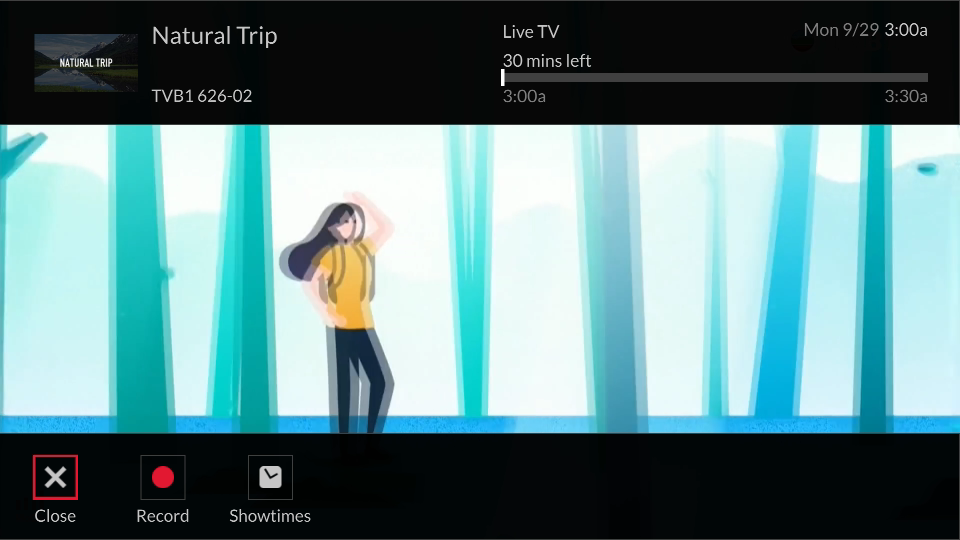 NATURAL TRIP
Natural Trip
TVB1 626-02
Live TV
30 mins left
3:00a
3:30a
Mon 9/29 3:00a
Close
Record
Showtimes